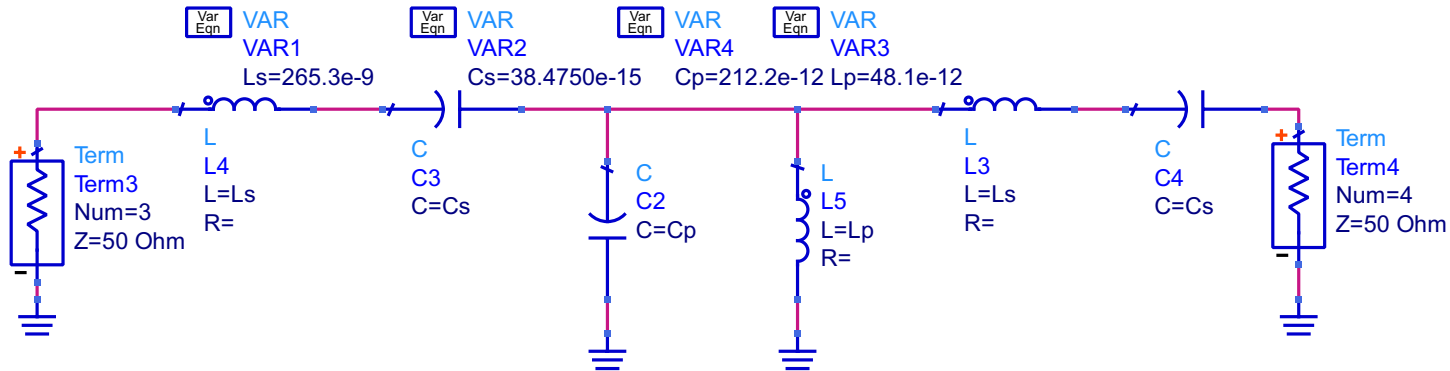 Var
Eqn
VAR
VAR1
Ls=265.3e-9
Var
Eqn
VAR
VAR2
Cs=38.4750e-15
Var
Eqn
VAR
VAR4
Cp=212.2e-12
Var
Eqn
VAR
VAR3
Lp=48.1e-12
+
-
Term
Term3
Num=3
Z=50 Ohm
L
L4
L=Ls
R=
C
C3
C=Cs
C
C2
C=Cp
L
L5
L=Lp
R=
L
L3
L=Ls
R=
C
C4
C=Cs
+
-
Term
Term4
Num=4
Z=50 Ohm